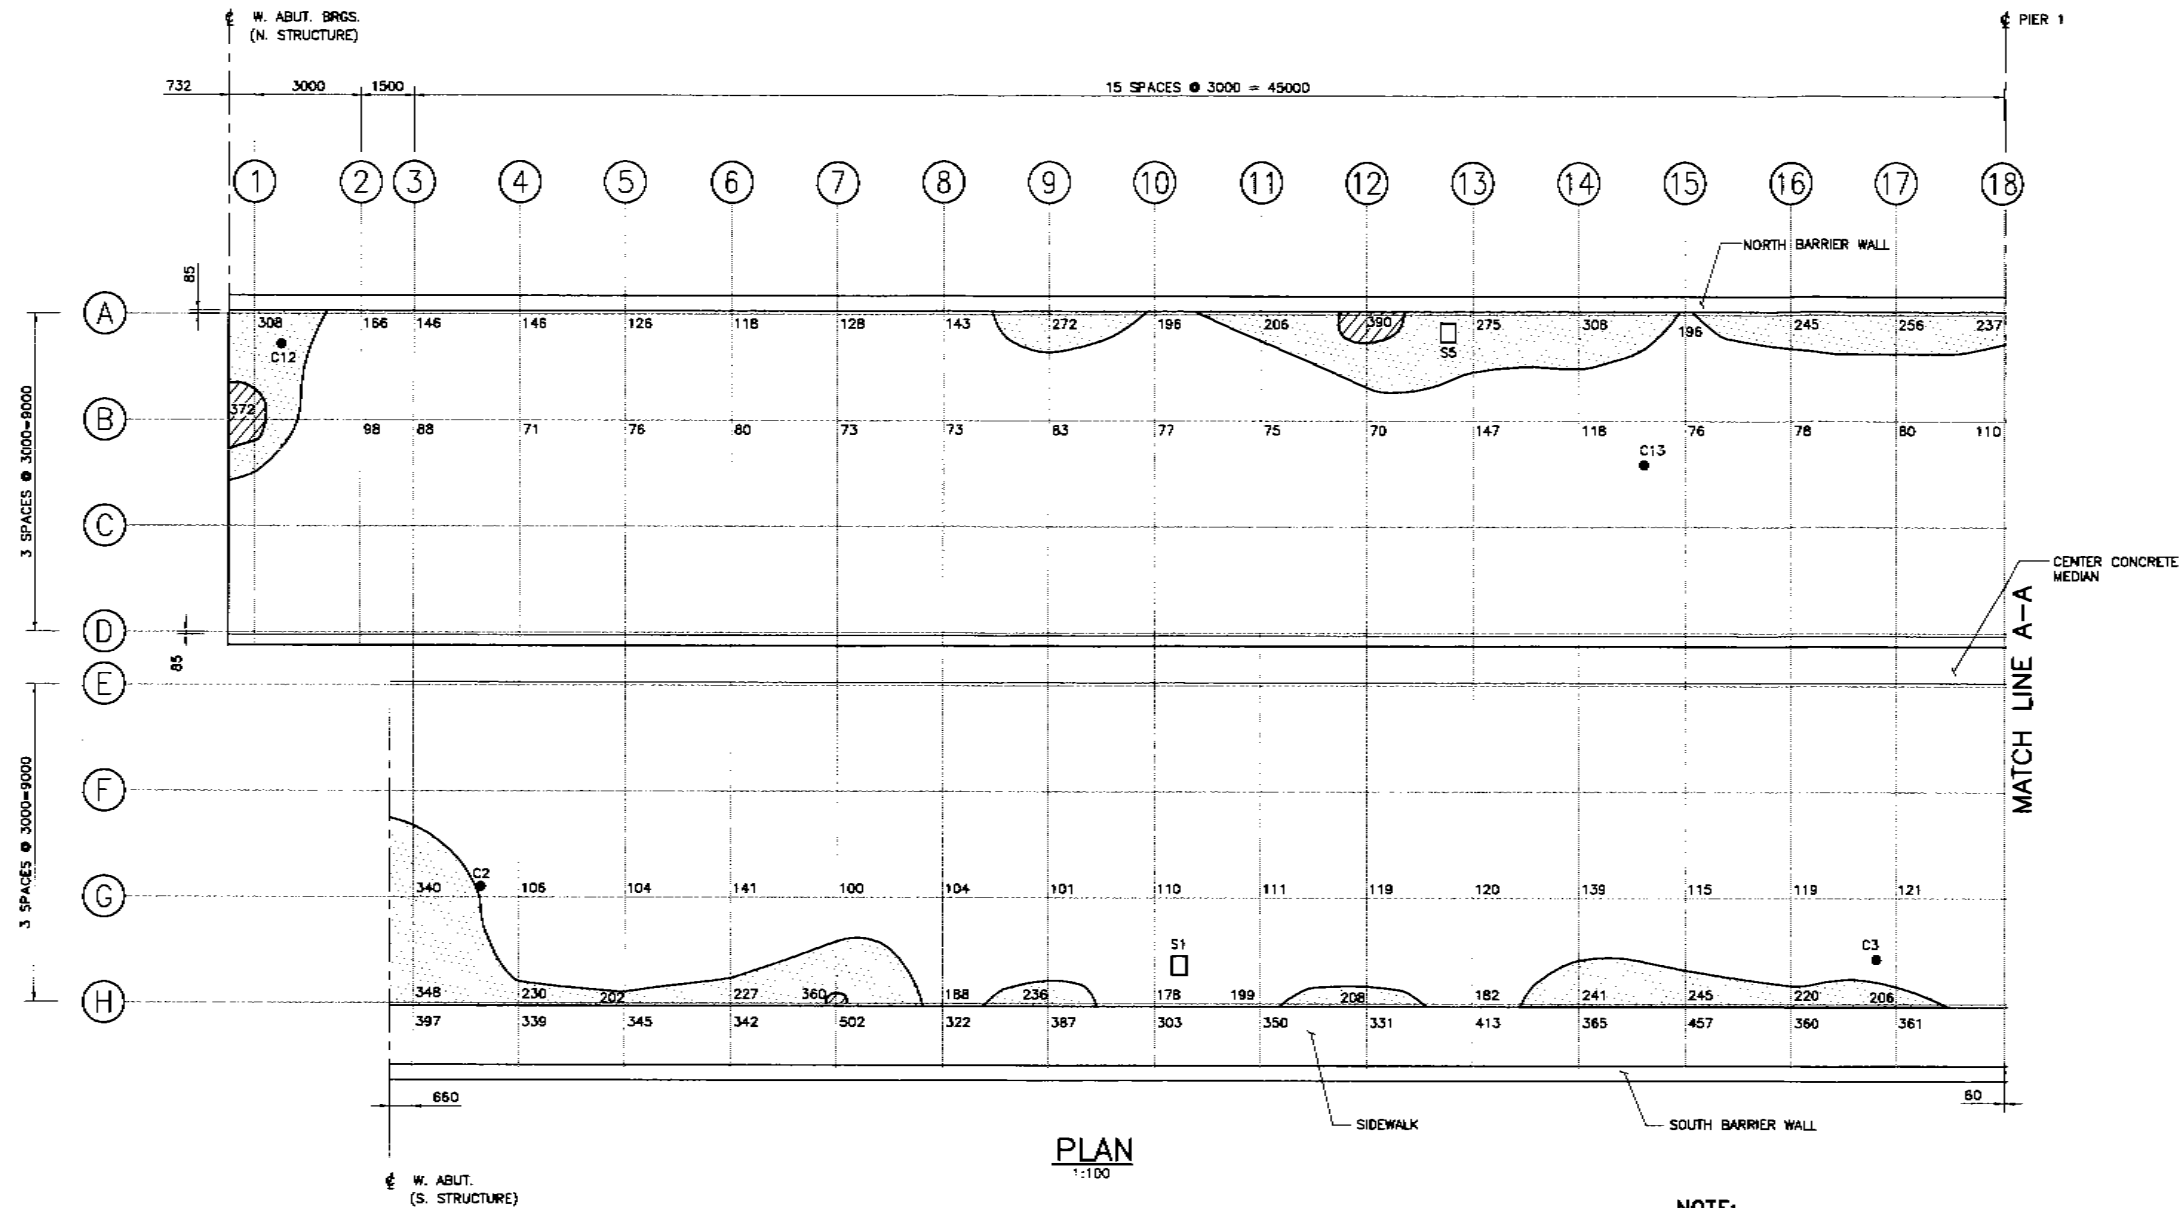 ℄ W. ABUT. BRGS.
(N. STRUCTURE)
℄ PIER 1
732 3000 1500 15 SPACES @ 3000 = 45000
1 2 3 4 5 6 7 8 9 10 11 12 13 14 15 16 17 18
NORTH BARRIER WALL
85
A
308 166 146 146 126 118 128 143 272 196 206 390 275 308 196 245 256 237
C12
S5
3 SPACES @ 3000=9000
B
372
98 88 71 76 80 73 73 83 77 75 70 147 118 76 78 80 110
C13
C
CENTER CONCRETE
MEDIAN
D
85
MATCH LINE A-A
E
3 SPACES @ 3000=9000
F
C2
G
340 106 104 141 100 104 101 110 111 119 120 139 115 119 121
S1
C3
H
348 230 202 227 360 188 236 178 199 208 182 241 245 220 206
397 339 345 342 502 322 387 303 350 331 413 365 457 360 361
660
60
SIDEWALK
SOUTH BARRIER WALL
PLAN
1:100
℄ W. ABUT.
(S. STRUCTURE)
NOTE: